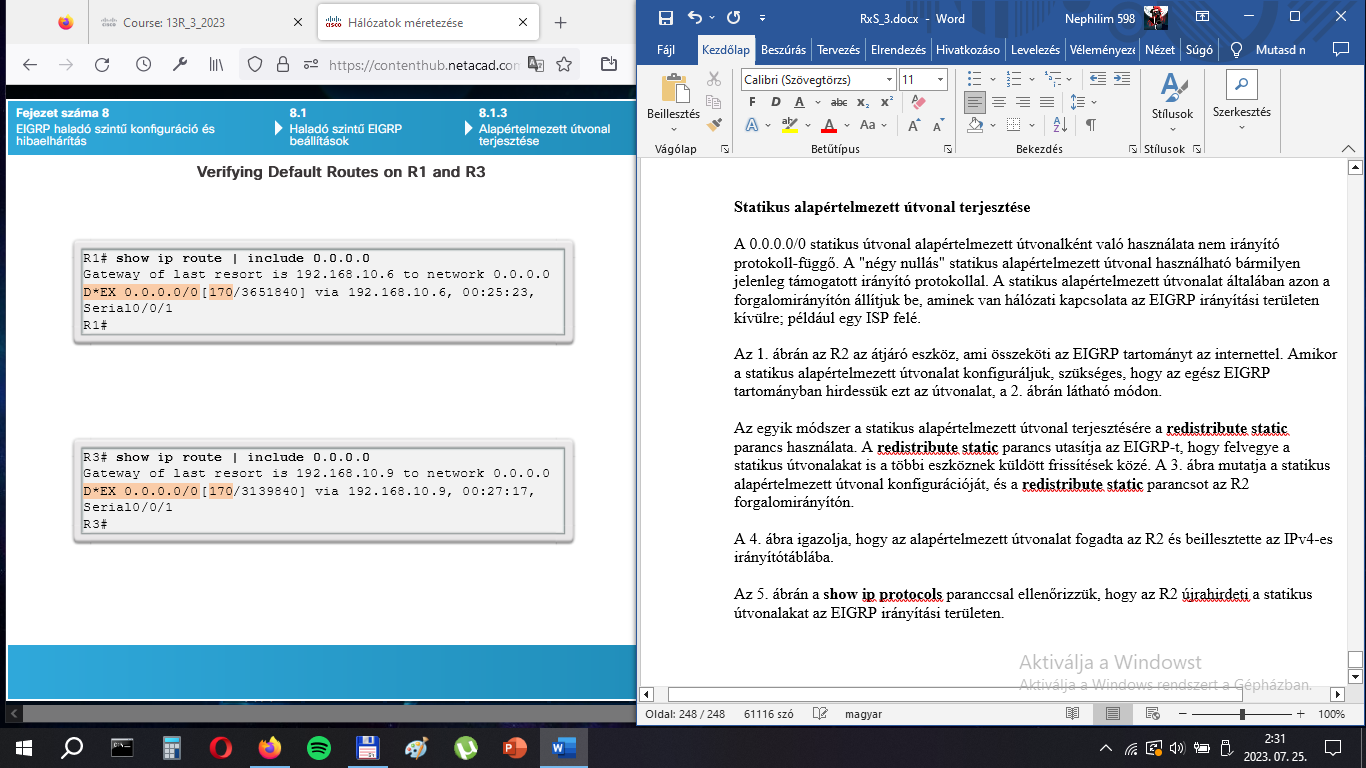 Course: 13R_3_2023
Hálózatok méretezése
https://contenthub.netacad.co
Fejezet száma 8
EIGRP haladó szintű konfiguráció és
hibaelhárítás
8.1
Haladó szintű EIGRP
beállítások
8.1.3
Alapértelmezett útvonal
terjesztése
Verifying Default Routes on R1 and R3
R1# show ip route | include 0.0.0.0
Gateway of last resort is 192.168.10.6 to network 0.0.0.0
D*EX 0.0.0.0/0[170/3651840] via 192.168.10.6, 00:25:23,
Serial0/0/1
R1#
R3# show ip route | include 0.0.0.0
Gateway of last resort is 192.168.10.9 to network 0.0.0.0
D*EX 0.0.0.0/0[170/3139840] via 192.168.10.9, 00:27:17,
Serial0/0/1
R3#
RxS_3.docx - Word
Nephilim 598
Fájl Kezdőlap Beszúrás Tervezés Elrendezés Hivatkozáso Levelezés Véleményeze Nézet Súgó Mutasd n
Beillesztés
Calibri (Szövegtörzs) 11
F D A abc x₂ x²
A A Aa A A
Stílusok
Szerkesztés
Vágólap Betűtípus Bekezdés Stílusok
Statikus alapértelmezett útvonal terjesztése
A 0.0.0.0/0 statikus útvonal alapértelmezett útvonalként való használata nem irányító
protokoll-függő. A "négy nullás" statikus alapértelmezett útvonal használható bármilyen
jelenleg támogatott irányító protokollal. A statikus alapértelmezett útvonalat általában azon a
forgalomirányítón állítjuk be, aminek van hálózati kapcsolata az EIGRP irányítási területen
kívülre; például egy ISP felé.
Az 1. ábrán az R2 az átjáró eszköz, ami összeköti az EIGRP tartományt az internettel. Amikor
a statikus alapértelmezett útvonalat konfiguráljuk, szükséges, hogy az egész EIGRP
tartományban hirdessük ezt az útvonalat, a 2. ábrán látható módon.
Az egyik módszer a statikus alapértelmezett útvonal terjesztésére a redistribute static
parancs használata. A redistribute static parancs utasítja az EIGRP-t, hogy felvegye a
statikus útvonalakat is a többi eszköznek küldött frissítések közé. A 3. ábra mutatja a statikus
alapértelmezett útvonal konfigurációját, és a redistribute static parancsot az R2
forgalomirányítón.
A 4. ábra igazolja, hogy az alapértelmezett útvonalat fogadta az R2 és beillesztette az IPv4-es
irányítótáblába.
Az 5. ábrán a show ip protocols paranccsal ellenőrizzük, hogy az R2 újrahirdeti a statikus
útvonalakat az EIGRP irányítási területen.
Aktiválja a Windowst
Aktiválja a Windows rendszert a Gépházban.
Oldal: 248 / 248 61116 szó magyar 100%
2:31
2023. 07. 25.